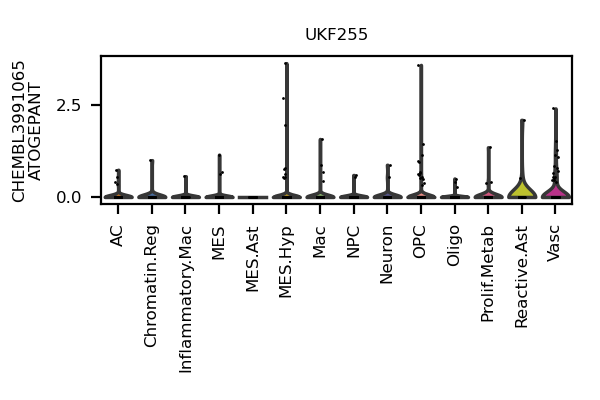 UKF255
CHEMBL3991065
ATOGEPANT
2.5
0.0
AC
Chromatin.Reg
Inflammatory.Mac
MES
MES.Ast
MES.Hyp
Mac
NPC
Neuron
OPC
Oligo
Prolif.Metab
Reactive.Ast
Vasc